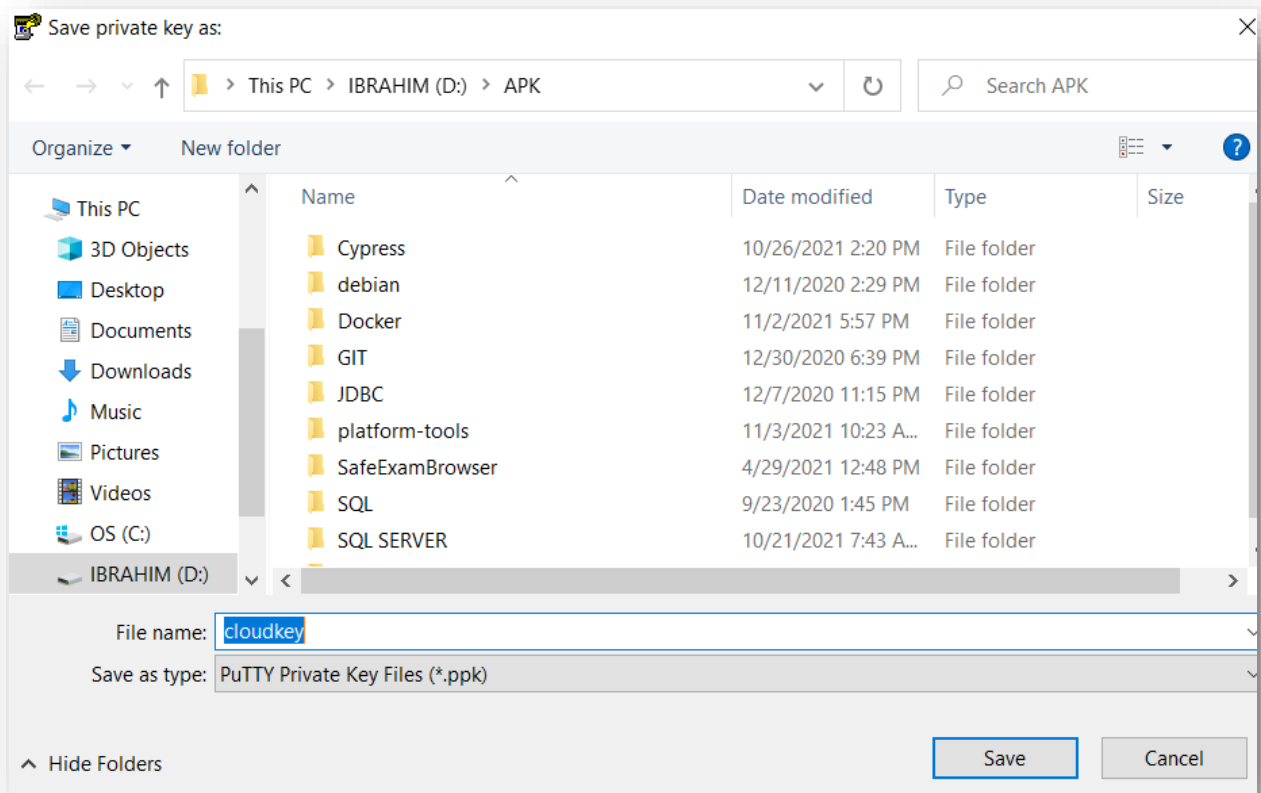 Save private key as:
This PC > IBRAHIM (D:) > APK
Search APK
Organize
New folder
?
Name Date modified Type Size
This PC
3D Objects
Desktop
Documents
Downloads
Music
Pictures
Videos
OS (C:)
IBRAHIM (D:)
Cypress 10/26/2021 2:20 PM File folder
debian 12/11/2020 2:29 PM File folder
Docker 11/2/2021 5:57 PM File folder
GIT 12/30/2020 6:39 PM File folder
JDBC 12/7/2020 11:15 PM File folder
platform-tools 11/3/2021 10:23 A... File folder
SafeExamBrowser 4/29/2021 12:48 PM File folder
SQL 9/23/2020 1:45 PM File folder
SQL SERVER 10/21/2021 7:43 A... File folder
File name: cloudkey
Save as type: PuTTY Private Key Files (*.ppk)
Hide Folders
Save
Cancel